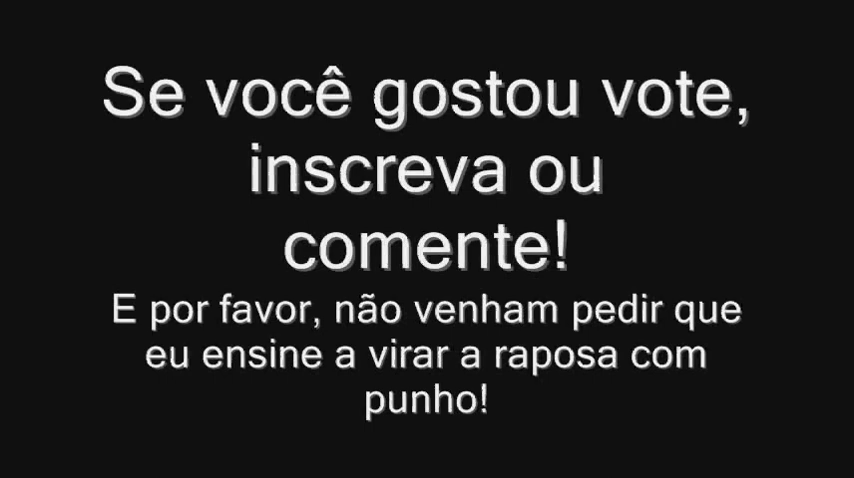 Se você gostou vote,
inscreva ou
comente!
E por favor, não venham pedir que
eu ensine a virar a raposa com
punho!